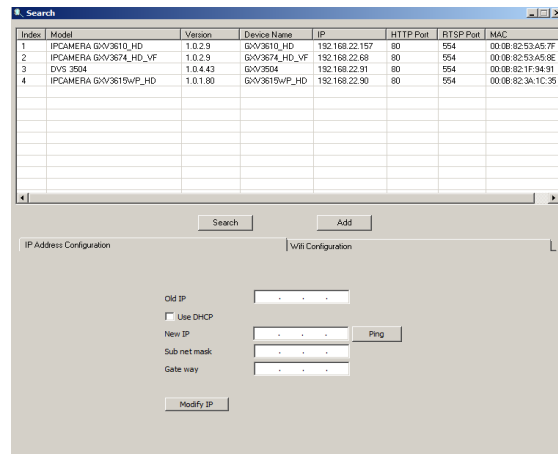 Search
Index Model Version Device Name IP HTTP Port RTSP Port MAC
1 IPCAMERA GXV3610_HD 1.0.2.9 GXV3610_HD 192.168.22.157 80 554 00:0B:82:53:A5:7F
2 IPCAMERA GXV3674_HD_VF 1.0.2.9 GXV3674_HD_VF 192.168.22.68 80 554 00:0B:82:53:A5:8E
3 DVS 3504 1.0.4.43 GXV3504 192.168.22.91 80 554 00:0B:82:1F:94:91
4 IPCAMERA GXV3615WP_HD 1.0.1.80 GXV3615WP_HD 192.168.22.90 80 554 00:0B:82:3A:1C:35
Search Add
IP Address Configuration Wifi Configuration
Old IP . . .
Use DHCP
New IP . . . Ping
Sub net mask . . .
Gate way . . .
Modify IP